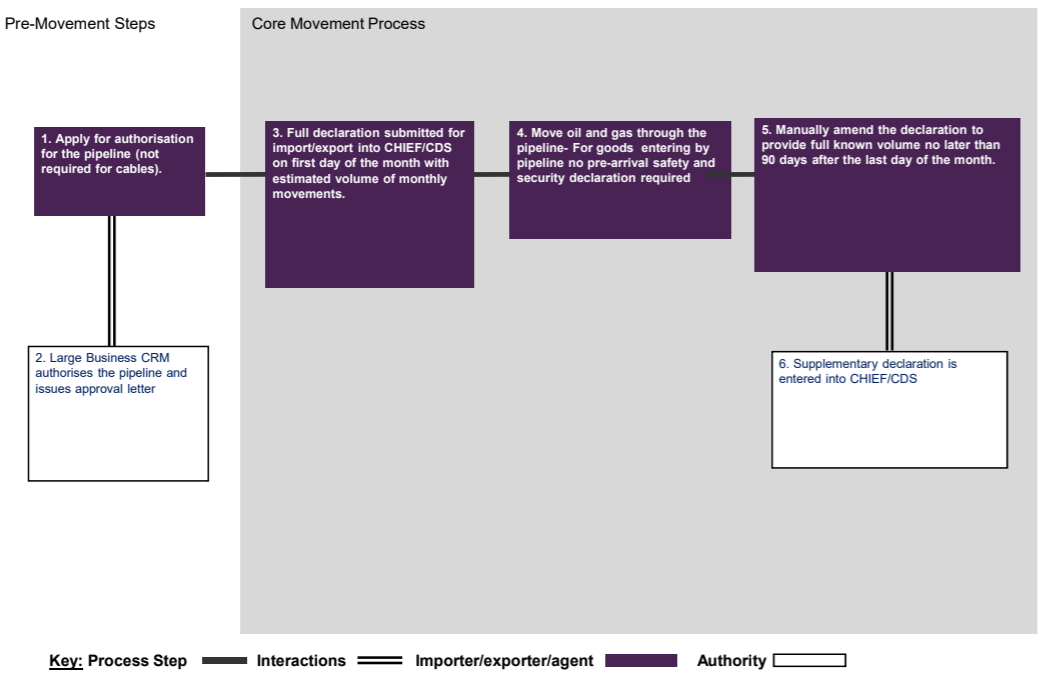 Pre-Movement Steps
Core Movement Process
1. Apply for authorisation
for the pipeline (not
required for cables).
3. Full declaration submitted for
import/export into CHIEF/CDS
on first day of the month with
estimated volume of monthly
movements.
4. Move oil and gas through the
pipeline- For goods entering by
pipeline no pre-arrival safety and
security declaration required
5. Manually amend the declaration to
provide full known volume no later than
90 days after the last day of the month.
2. Large Business CRM
authorises the pipeline and
issues approval letter
6. Supplementary declaration is
entered into CHIEF/CDS
Key: Process Step Interactions Importer/exporter/agent Authority